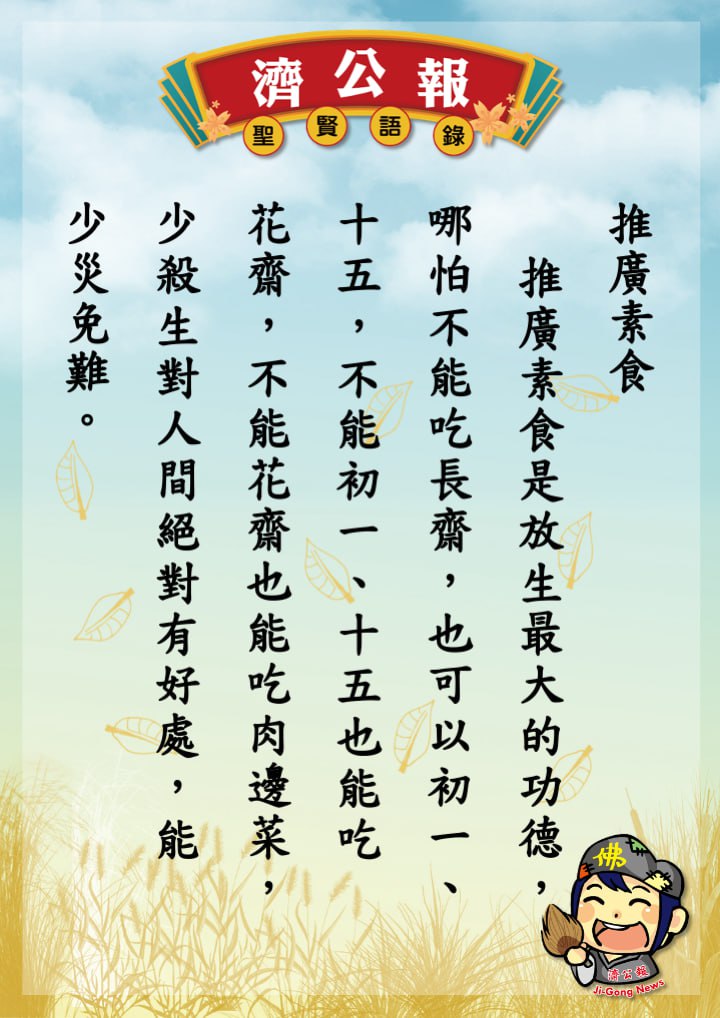 濟公報
聖賢語錄
推廣素食
推廣素食是放生最大的功德，
哪怕不能吃長齋，也可以初一、
十五，不能初一、十五也能吃
花齋，不能花齋也能吃肉邊菜，
少殺生對人間絕對有好處，能
少災免難。
佛
濟公報
Ji-Gong News